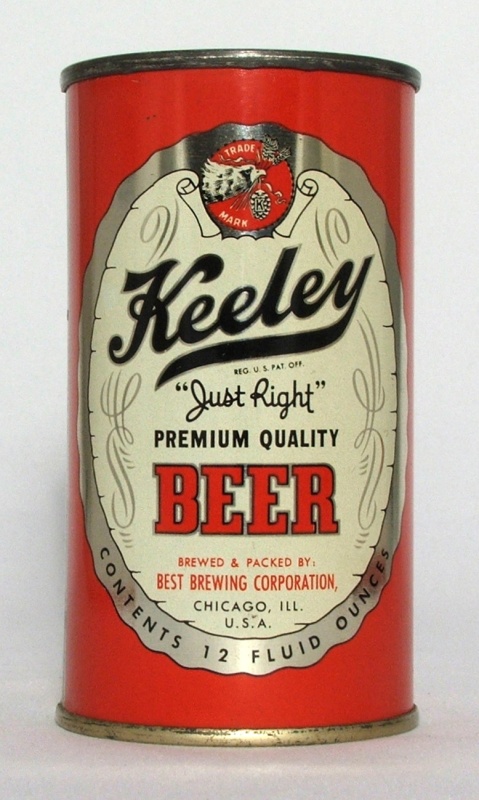 TRADE
MARK
K
Keeley
REG. U.S. PAT. OFF.
"Just Right"
PREMIUM QUALITY
BEER
BREWED & PACKED BY:
BEST BREWING CORPORATION,
CHICAGO, ILL.
U.S.A.
CONTENTS 12 FLUID OUNCES